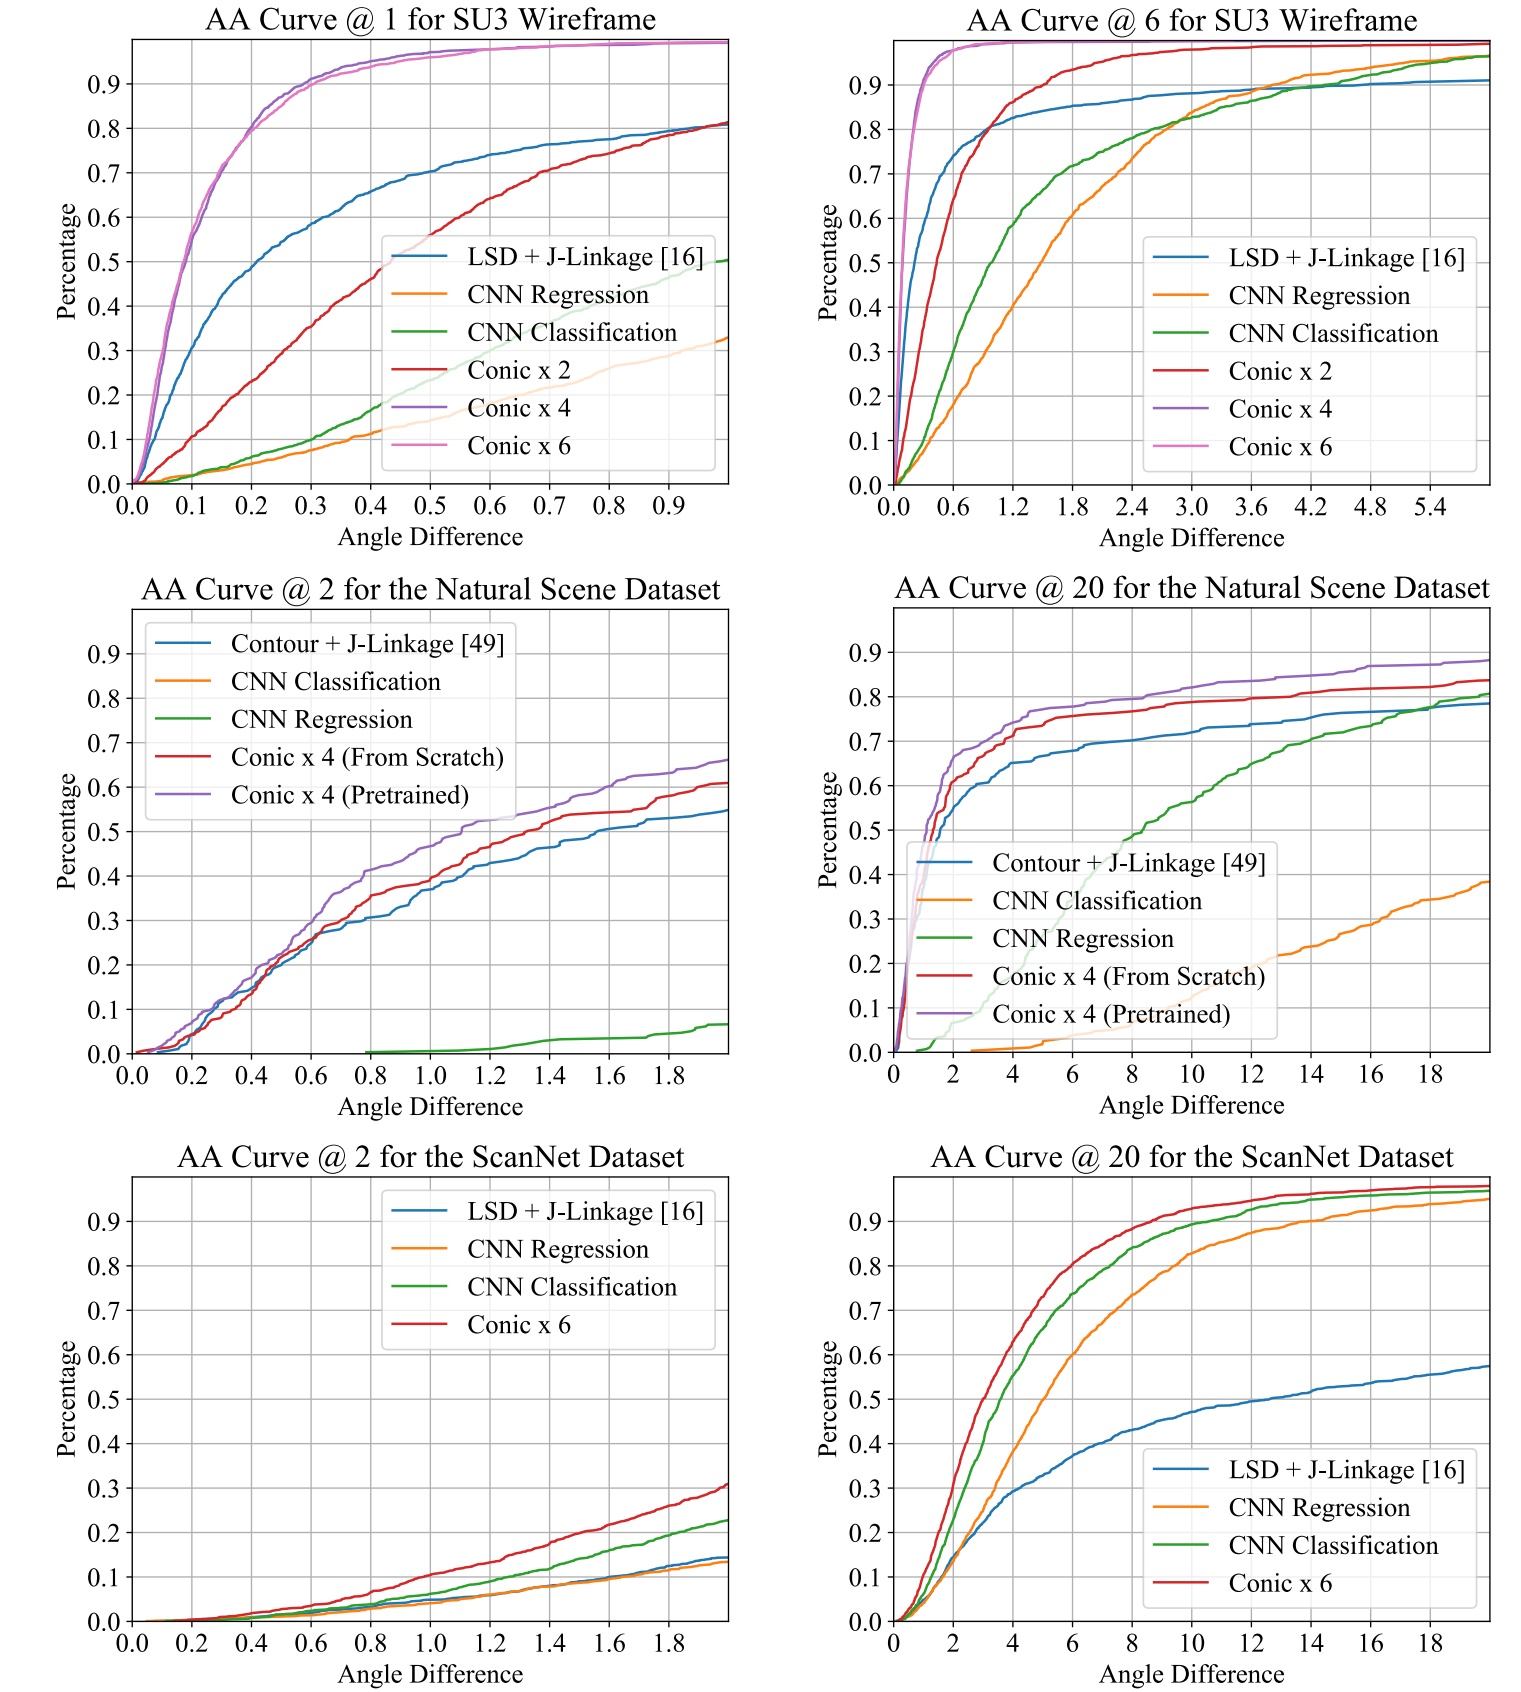 AA Curve @ 1 for SU3 Wireframe
Percentage
0.9
0.8
0.7
0.6
0.5
0.4
0.3
0.2
0.1
0.0
LSD + J-Linkage [16]
CNN Regression
CNN Classification
Conic x 2
Conic x 4
Conic x 6
0.0 0.1 0.2 0.3 0.4 0.5 0.6 0.7 0.8 0.9
Angle Difference
AA Curve @ 6 for SU3 Wireframe
Percentage
0.9
0.8
0.7
0.6
0.5
0.4
0.3
0.2
0.1
0.0
LSD + J-Linkage [16]
CNN Regression
CNN Classification
Conic x 2
Conic x 4
Conic x 6
0.0 0.6 1.2 1.8 2.4 3.0 3.6 4.2 4.8 5.4
Angle Difference
AA Curve @ 2 for the Natural Scene Dataset
Percentage
0.9
0.8
0.7
0.6
0.5
0.4
0.3
0.2
0.1
0.0
Contour + J-Linkage [49]
CNN Classification
CNN Regression
Conic x 4 (From Scratch)
Conic x 4 (Pretrained)
0.0 0.2 0.4 0.6 0.8 1.0 1.2 1.4 1.6 1.8
Angle Difference
AA Curve @ 20 for the Natural Scene Dataset
Percentage
0.9
0.8
0.7
0.6
0.5
0.4
0.3
0.2
0.1
0.0
Contour + J-Linkage [49]
CNN Classification
CNN Regression
Conic x 4 (From Scratch)
Conic x 4 (Pretrained)
0 2 4 6 8 10 12 14 16 18
Angle Difference
AA Curve @ 2 for the ScanNet Dataset
Percentage
0.9
0.8
0.7
0.6
0.5
0.4
0.3
0.2
0.1
0.0
LSD + J-Linkage [16]
CNN Regression
CNN Classification
Conic x 6
0.0 0.2 0.4 0.6 0.8 1.0 1.2 1.4 1.6 1.8
Angle Difference
AA Curve @ 20 for the ScanNet Dataset
Percentage
0.9
0.8
0.7
0.6
0.5
0.4
0.3
0.2
0.1
0.0
LSD + J-Linkage [16]
CNN Regression
CNN Classification
Conic x 6
0 2 4 6 8 10 12 14 16 18
Angle Difference